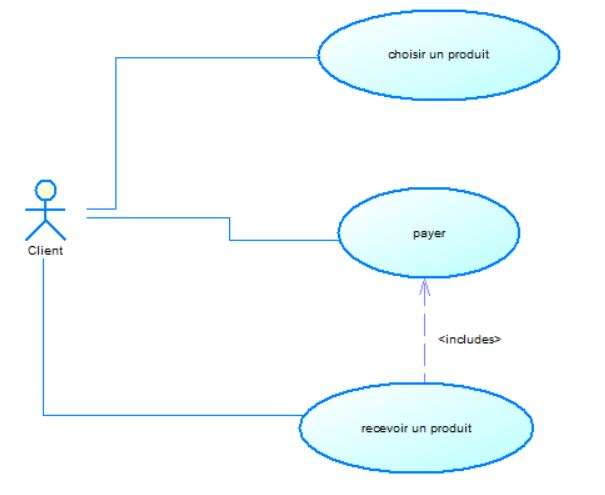 choisir un produit
payer
Client
<includes>
recevoir un produit